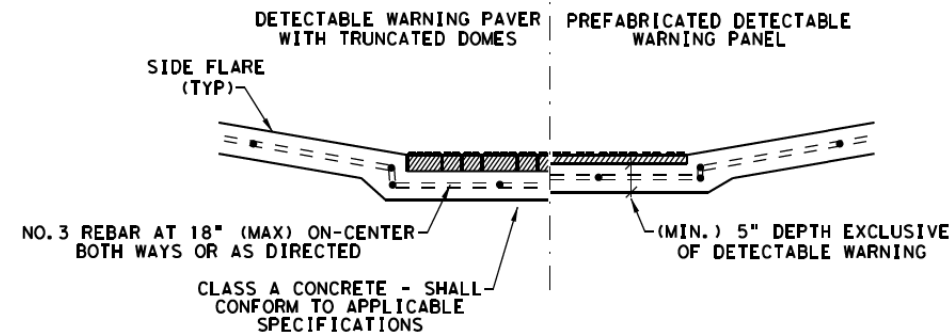 DETECTABLE WARNING PAVER
WITH TRUNCATED DOMES
PREFABRICATED DETECTABLE
WARNING PANEL
SIDE FLARE
(TYP)
NO.3 REBAR AT 18" (MAX) ON-CENTER
BOTH WAYS OR AS DIRECTED
(MIN.) 5" DEPTH EXCLUSIVE
OF DETECTABLE WARNING
CLASS A CONCRETE - SHALL
CONFORM TO APPLICABLE
SPECIFICATIONS